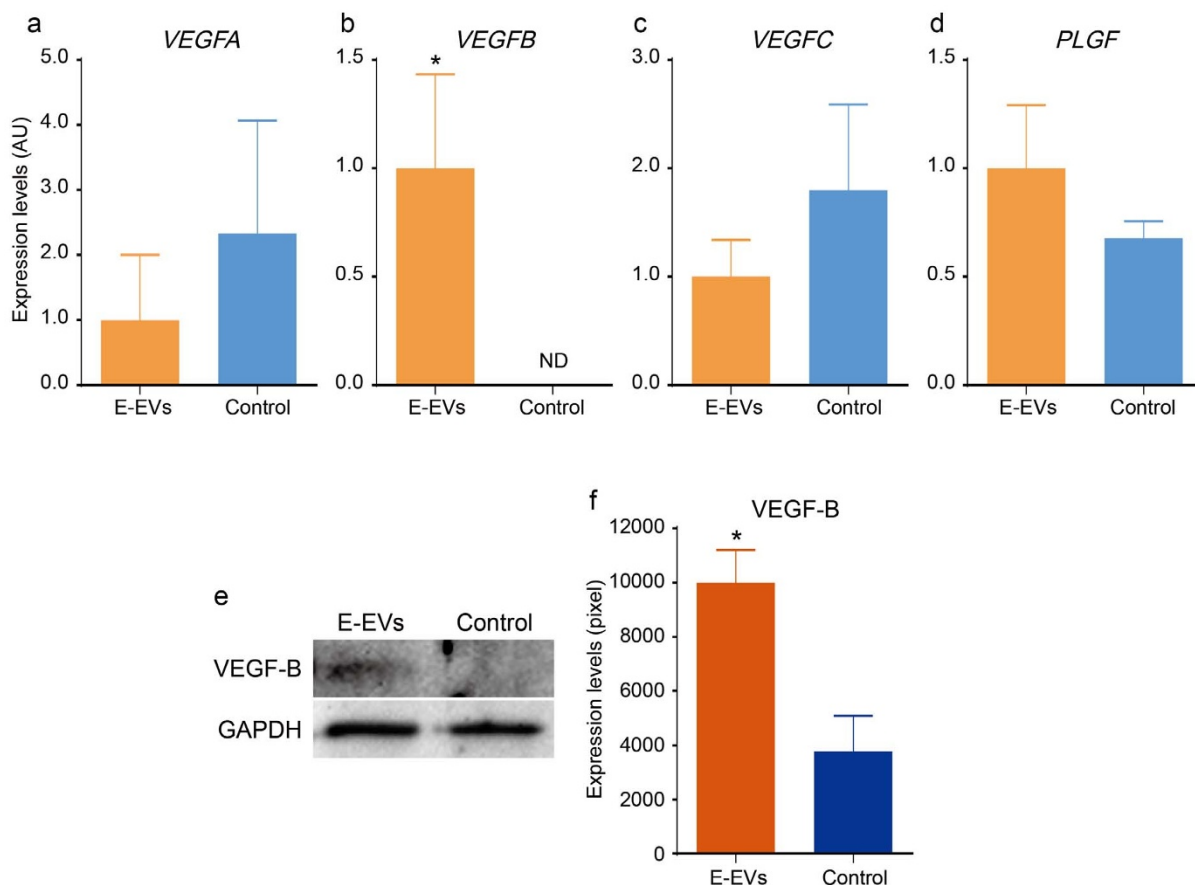 a
VEGFA
Expression levels (AU)
5.0
4.0
3.0
2.0
1.0
0.0
E-EVs Control
b
VEGFB
1.5
1.0
0.5
0.0
*
ND
E-EVs Control
c
VEGFC
3.0
2.0
1.0
0.0
E-EVs Control
d
PLGF
1.5
1.0
0.5
0.0
E-EVs Control
e
E-EVs Control
VEGF-B
GAPDH
f
VEGF-B
Expression levels (pixel)
12000
10000
8000
6000
4000
2000
0
*
E-EVs Control